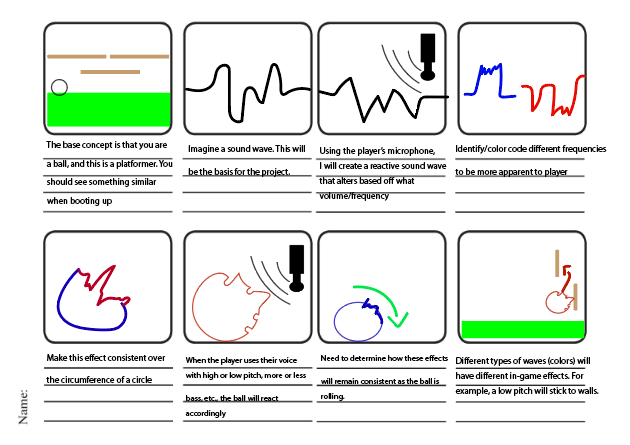 The base concept is that you are
a ball, and this is a platformer. You
should see something similar
when booting up
Imagine a sound wave. This will
be the basis for the project.
Using the player's microphone,
I will create a reactive sound wave
that alters based off what
volume/frequency
Identify/color code different frequencies
to be more apparent to player
Make this effect consistent over
the circumference of a circle
When the player uses their voice
with high or low pitch, more or less
bass, etc., the ball will react
accordingly
Need to determine how these effects
will remain consistent as the ball is
rolling.
Different types of waves (colors) will
have different in-game effects. For
example, a low pitch will stick to walls.
Name: